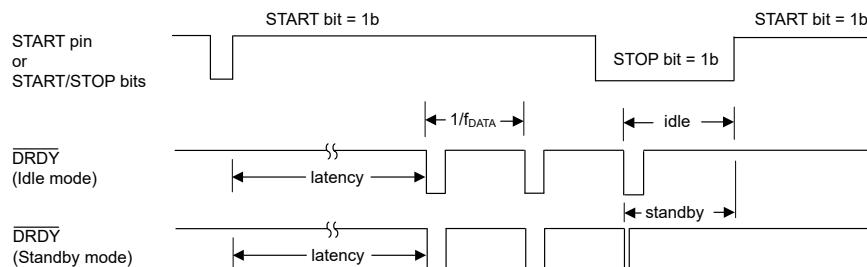 START bit = 1b
START bit = 1b
START pin
or
START/STOP bits
STOP bit = 1b
1/fDATA
idle
DRDY
(Idle mode)
latency
standby
DRDY
(Standby mode)
latency